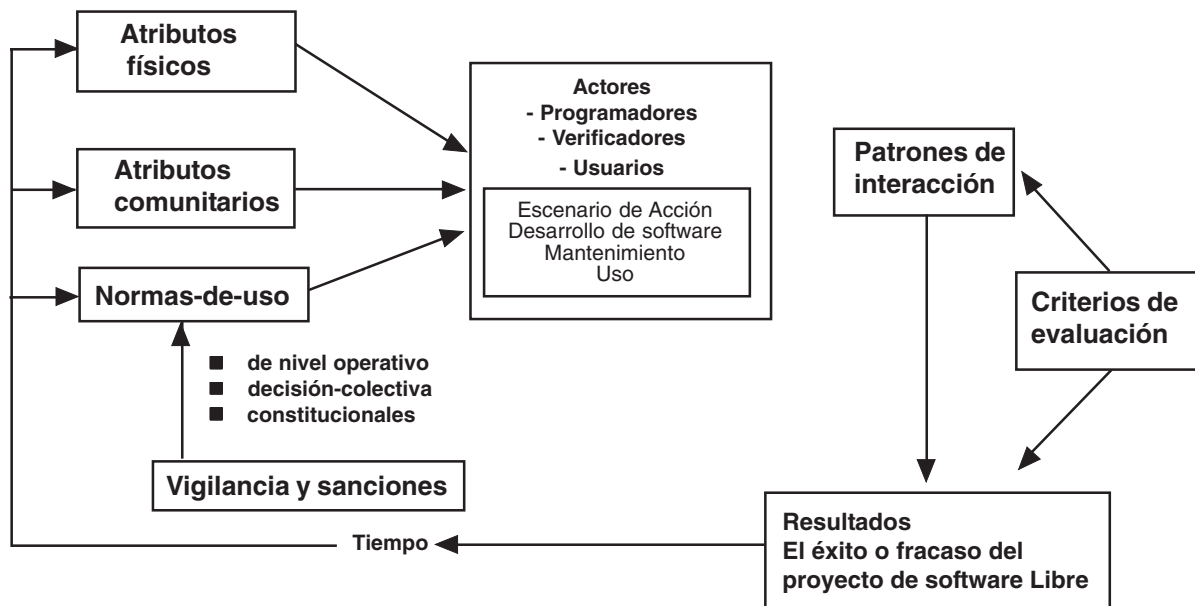 Atributos
físicos
Atributos
comunitarios
Normas-de-uso
de nivel operativo
decisión-colectiva
constitucionales
Vigilancia y sanciones
Actores
- Programadores
- Verificadores
- Usuarios
Escenario de Acción
Desarrollo de software
Mantenimiento
Uso
Patrones de
interacción
Criterios de
evaluación
Resultados
El éxito o fracaso del
proyecto de software Libre
Tiempo